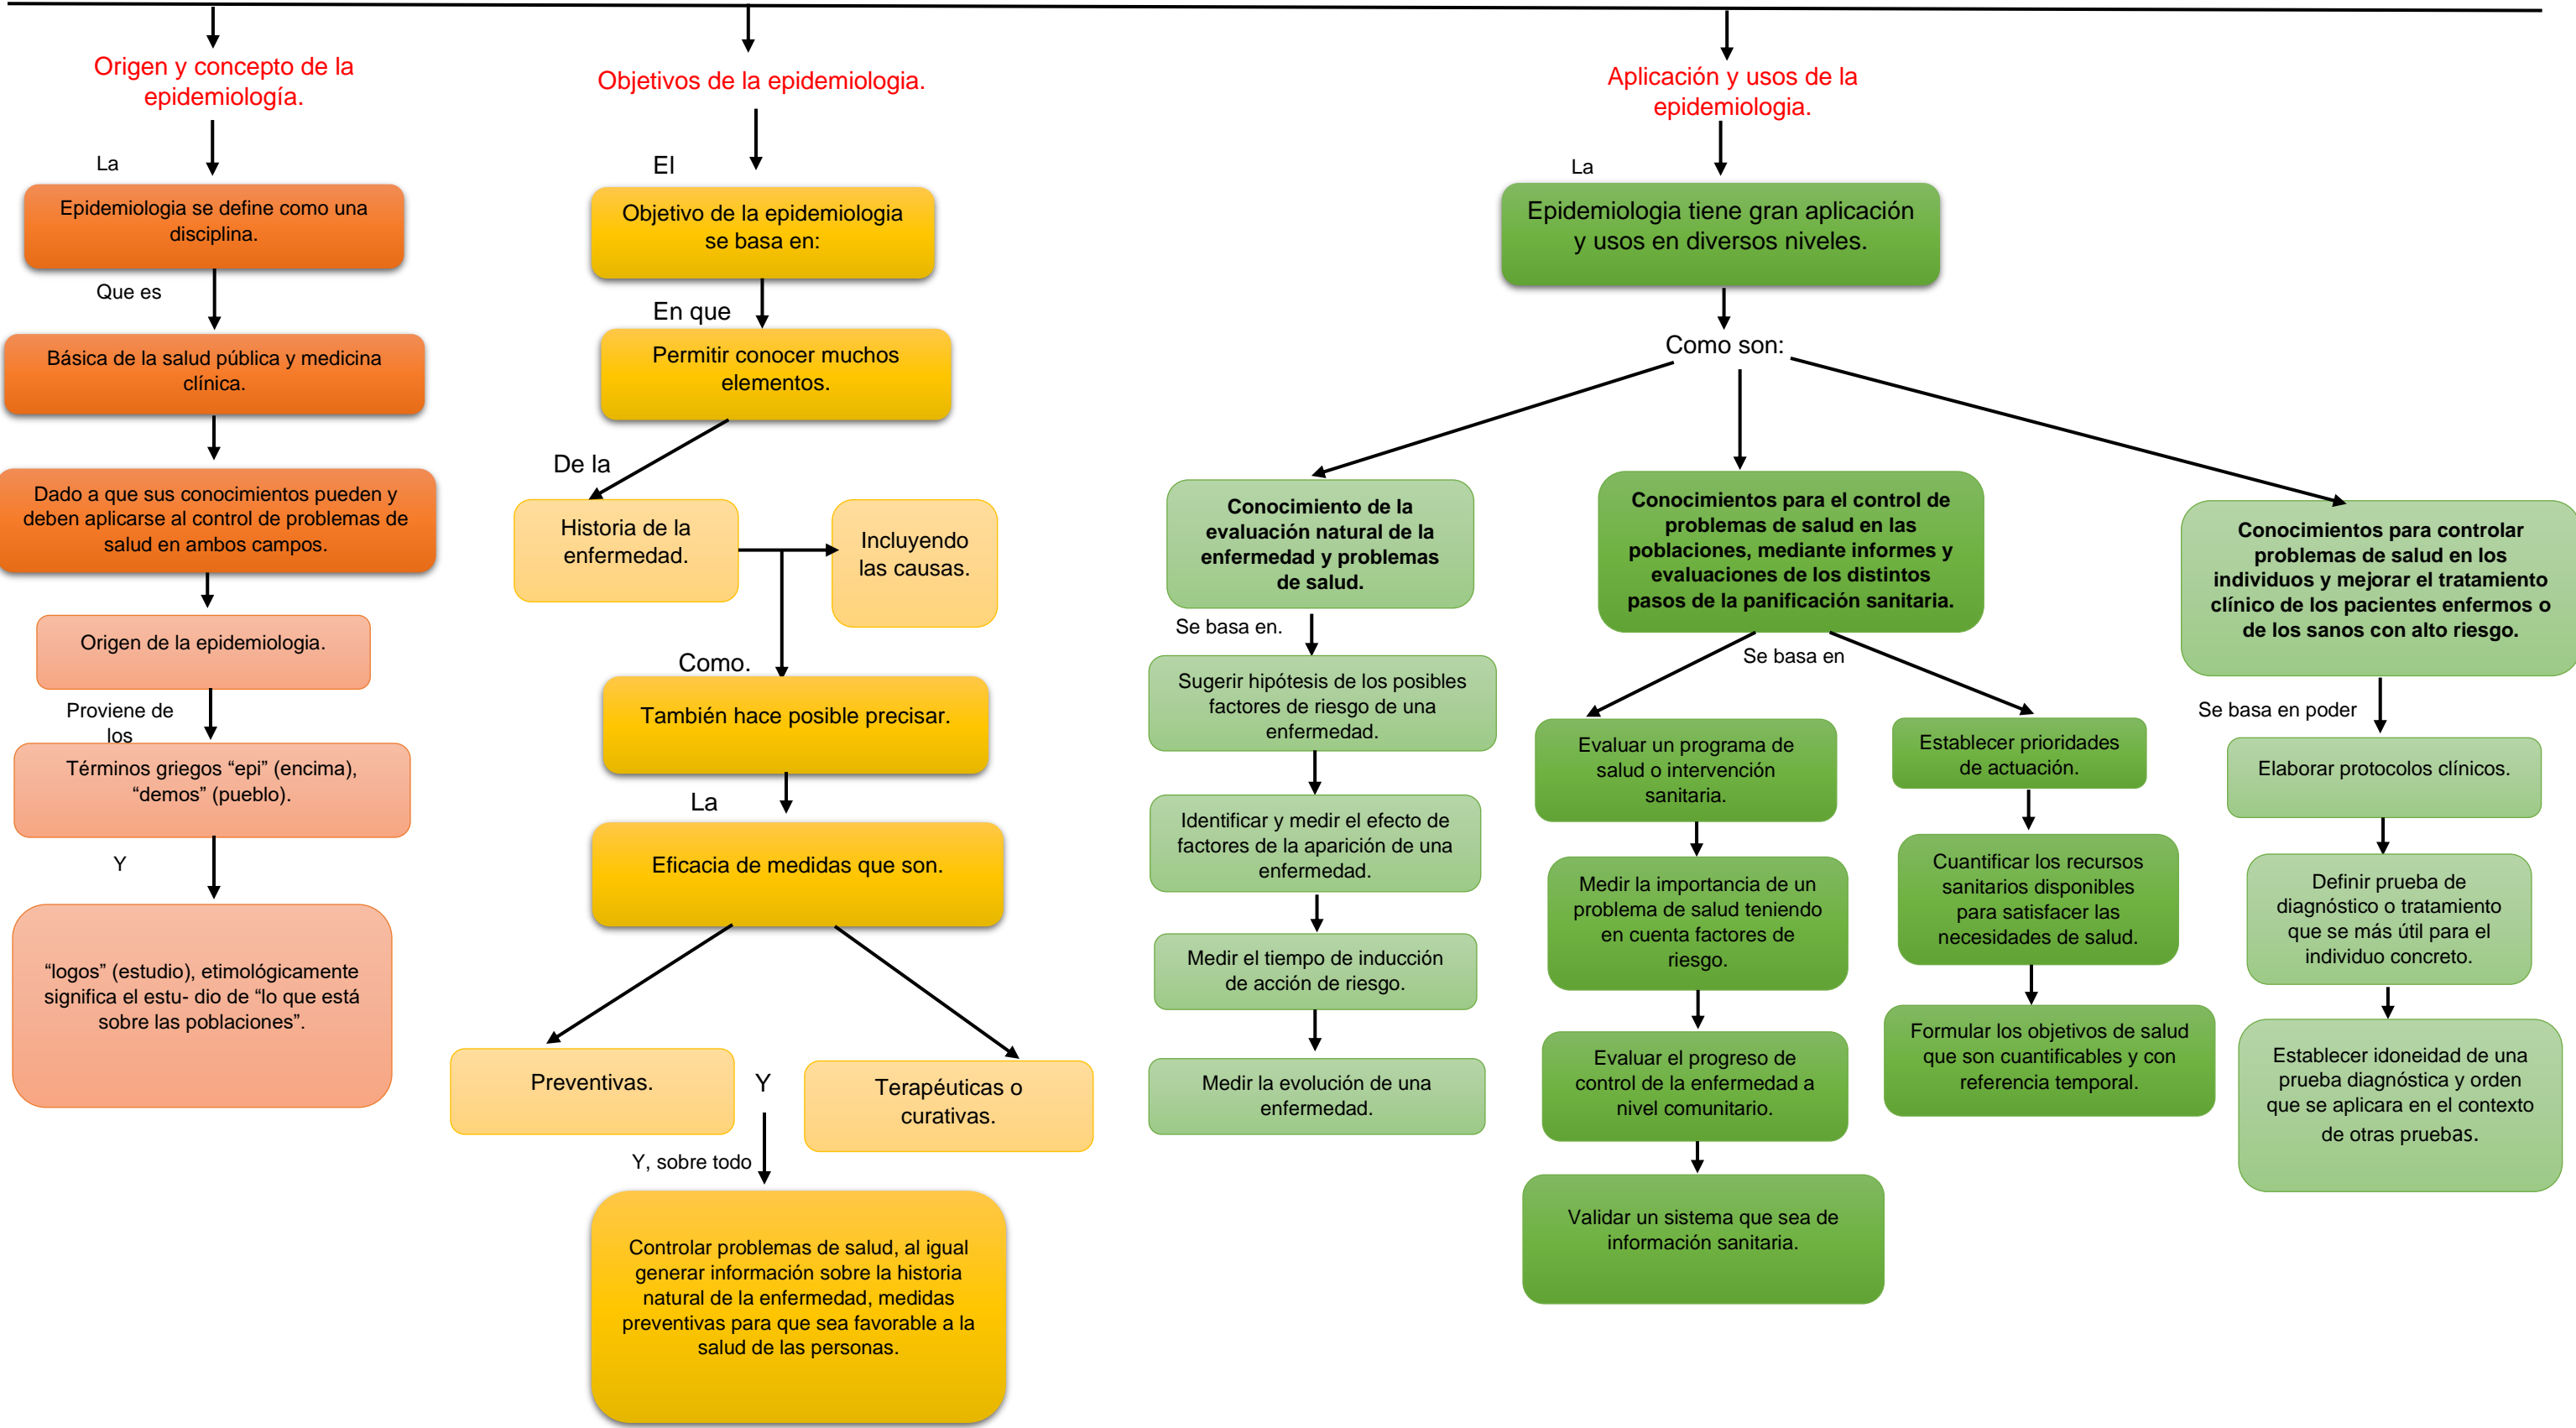 Origen y concepto de la
epidemiología.
La
Epidemiologia se define como una
disciplina.
Que es
Básica de la salud pública y medicina
clínica.
Dado a que sus conocimientos pueden y
deben aplicarse al control de problemas de
salud en ambos campos.
Origen de la epidemiologia.
Proviene de
los
Términos griegos “epi” (encima),
“demos” (pueblo).
Y
“logos” (estudio), etimológicamente
significa el estu- dio de “lo que está
sobre las poblaciones”.
Objetivos de la epidemiologia.
El
Objetivo de la epidemiologia
se basa en:
En que
Permitir conocer muchos
elementos.
De la
Historia de la
enfermedad.
Incluyendo
las causas.
Como.
También hace posible precisar.
La
Eficacia de medidas que son.
Preventivas.
Y
Terapéuticas o
curativas.
Y, sobre todo
Controlar problemas de salud, al igual
generar información sobre la historia
natural de la enfermedad, medidas
preventivas para que sea favorable a la
salud de las personas.
Aplicación y usos de la
epidemiologia.
La
Epidemiologia tiene gran aplicación
y usos en diversos niveles.
Como son:
Conocimiento de la
evaluación natural de la
enfermedad y problemas
de salud.
Se basa en.
Sugerir hipótesis de los posibles
factores de riesgo de una
enfermedad.
Identificar y medir el efecto de
factores de la aparición de una
enfermedad.
Medir el tiempo de inducción
de acción de riesgo.
Medir la evolución de una
enfermedad.
Conocimientos para el control de
problemas de salud en las
poblaciones, mediante informes y
evaluaciones de los distintos
pasos de la panificación sanitaria.
Se basa en
Evaluar un programa de
salud o intervención
sanitaria.
Medir la importancia de un
problema de salud teniendo
en cuenta factores de
riesgo.
Evaluar el progreso de
control de la enfermedad a
nivel comunitario.
Validar un sistema que sea de
información sanitaria.
Establecer prioridades
de actuación.
Cuantificar los recursos
sanitarios disponibles
para satisfacer las
necesidades de salud.
Formular los objetivos de salud
que son cuantificables y con
referencia temporal.
Conocimientos para controlar
problemas de salud en los
individuos y mejorar el tratamiento
clínico de los pacientes enfermos o
de los sanos con alto riesgo.
Se basa en poder
Elaborar protocolos clínicos.
Definir prueba de
diagnóstico o tratamiento
que se más útil para el
individuo concreto.
Establecer idoneidad de una
prueba diagnóstica y orden
que se aplicara en el contexto
de otras pruebas.